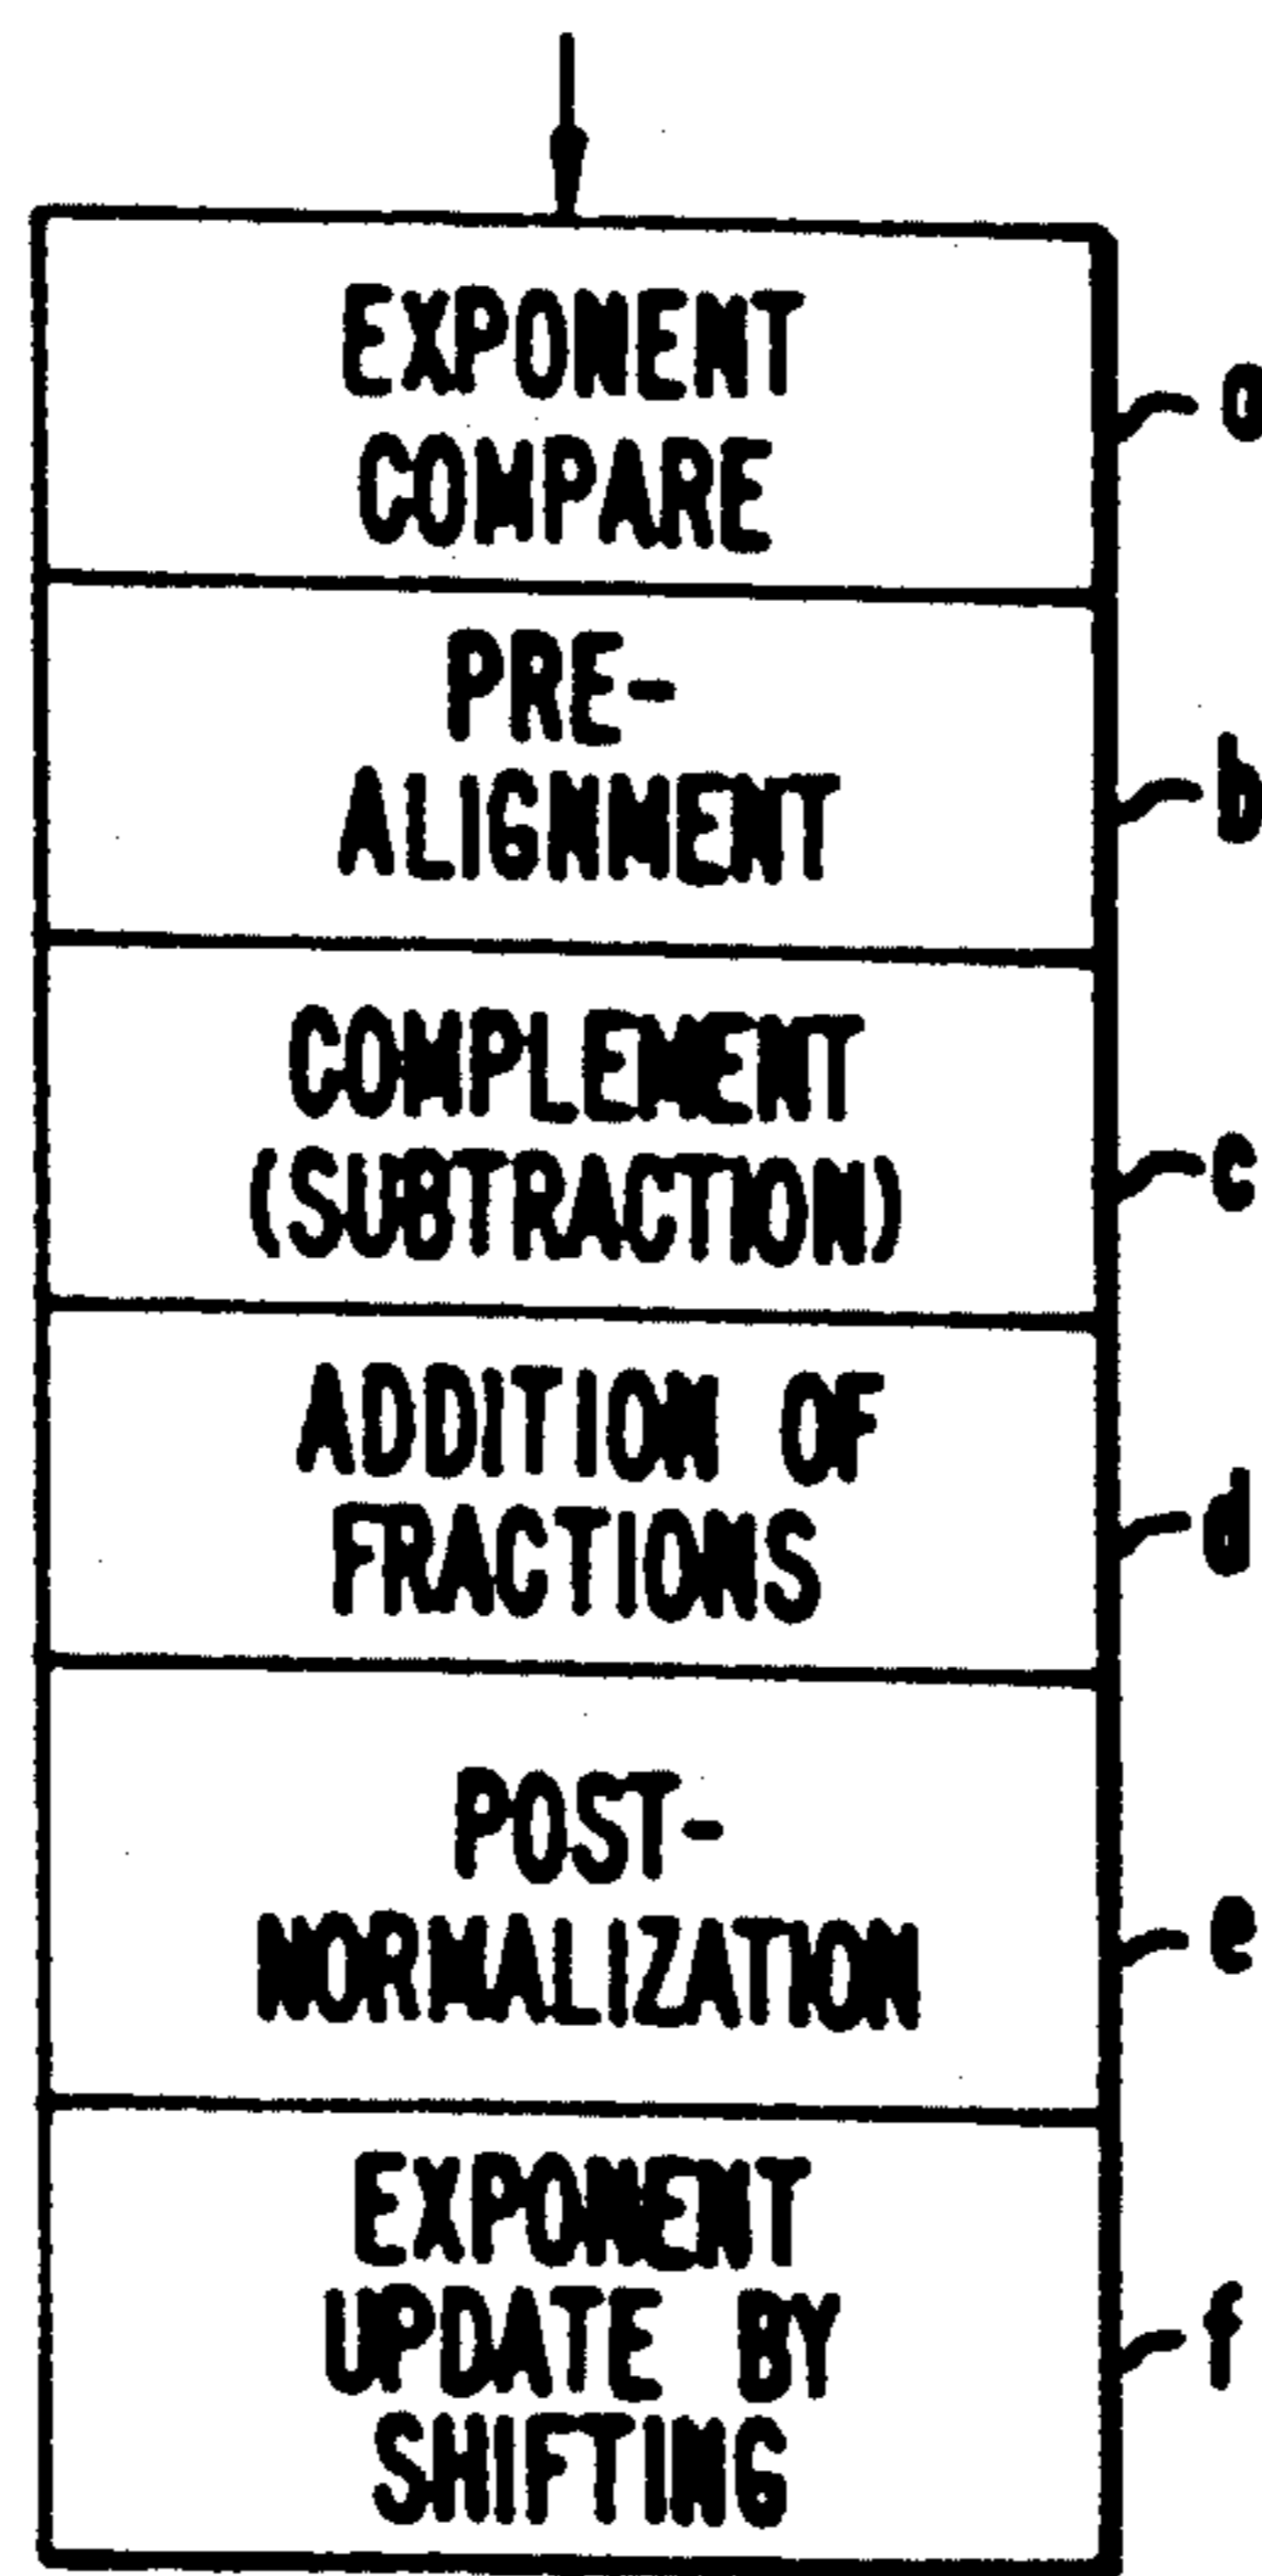 EXPONENT
COMPARE
a
PRE-
ALIGNMENT
b
COMPLEMENT
(SUBTRACTION)
c
ADDITION OF
FRACTIONS
d
POST-
NORMALIZATION
e
EXPONENT
UPDATE BY
SHIFTING
f